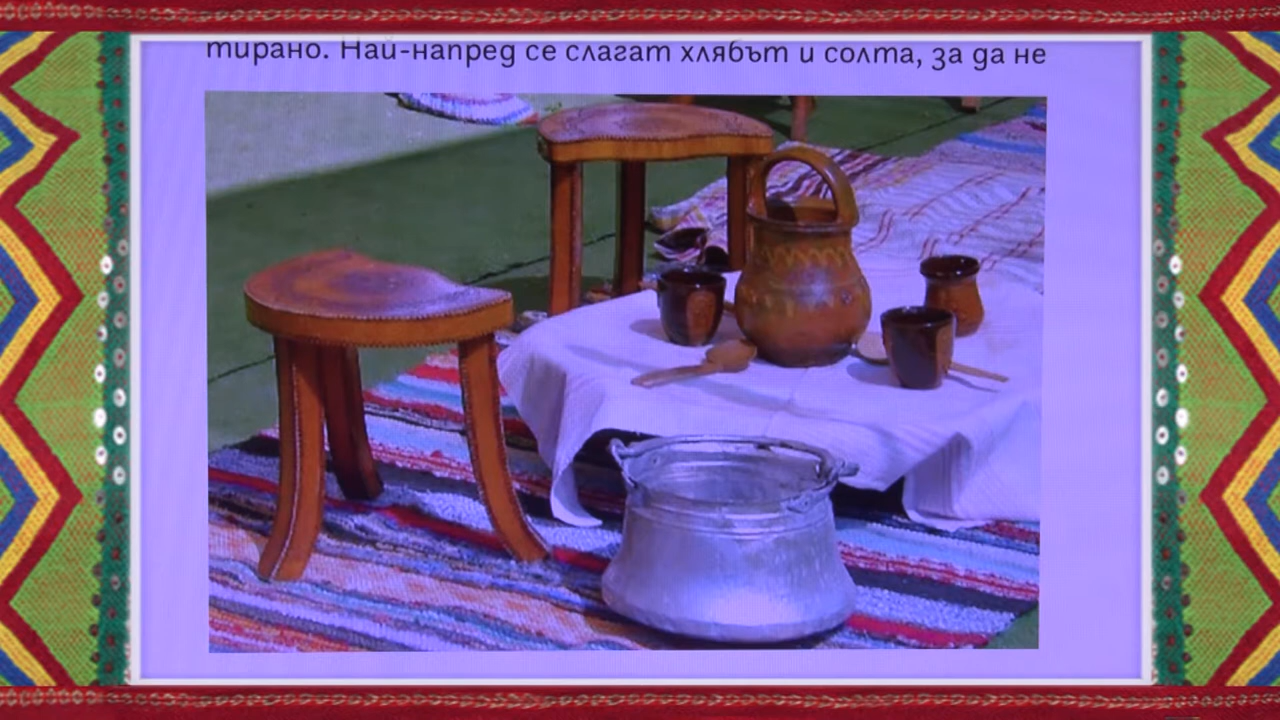 тирано. Най-напред се слагат хлябът и солта, за да не